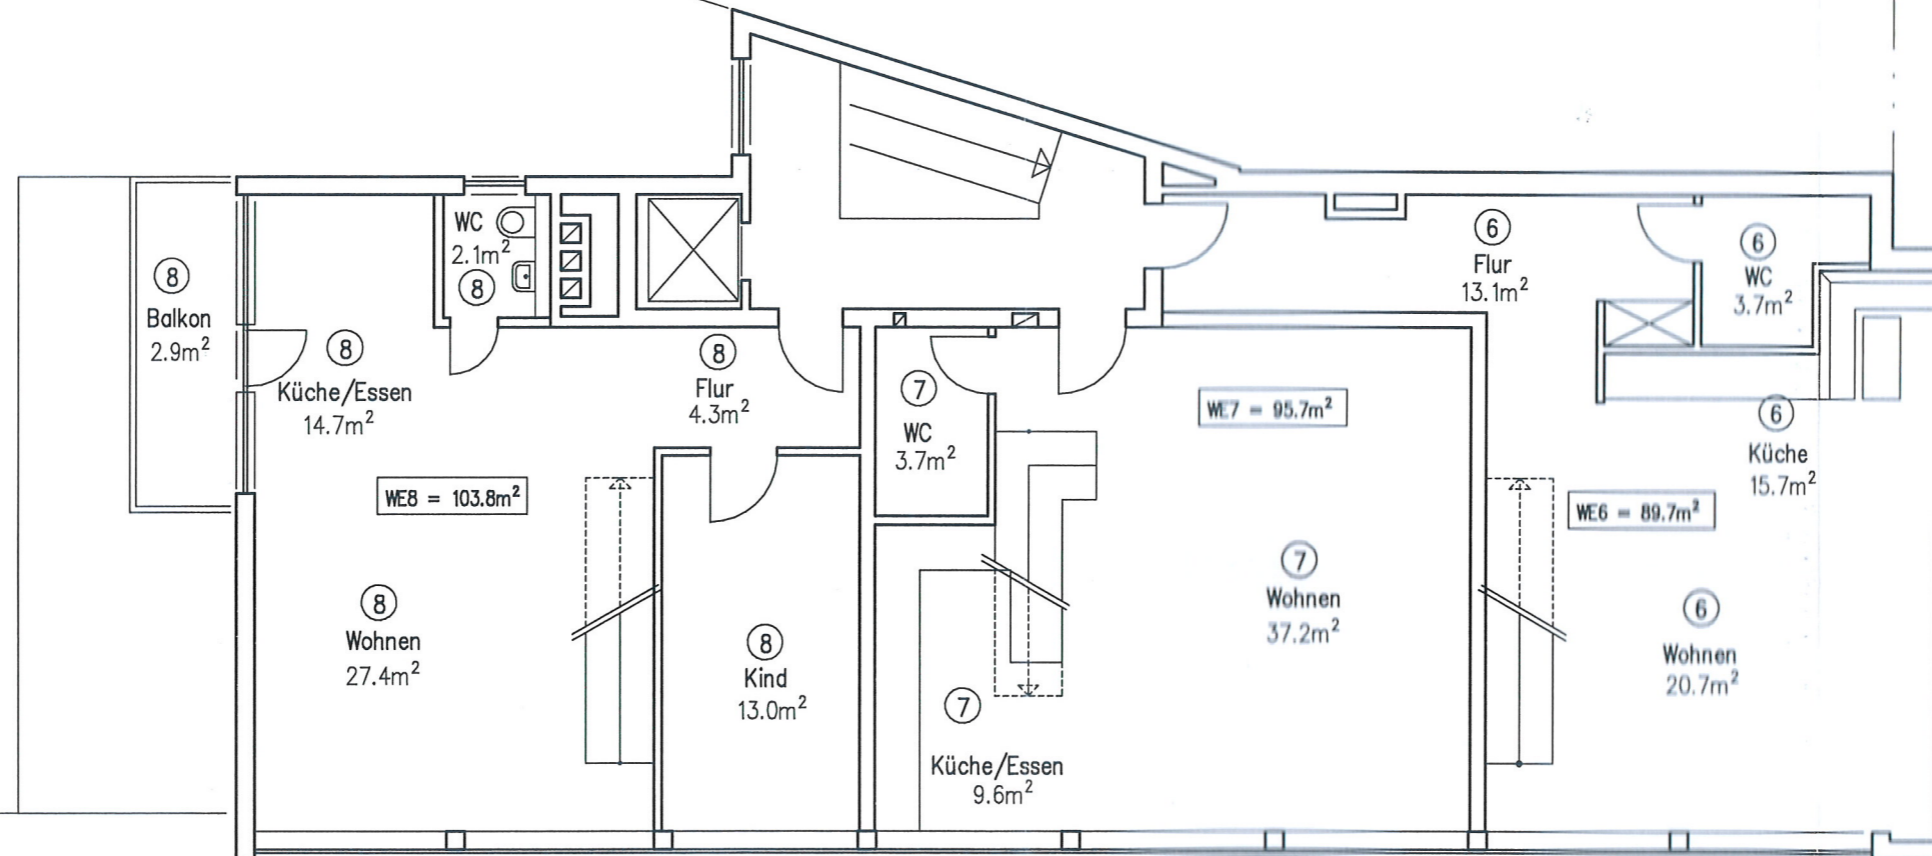 8
Balkon
2.9m²
WC
2.1m²
8
8
Küche/Essen
14.7m²
WE8 = 103.8m²
8
Wohnen
27.4m²
8
Flur
4.3m²
8
Kind
13.0m²
7
WC
3.7m²
7
Küche/Essen
9.6m²
WE7 = 95.7m²
7
Wohnen
37.2m²
6
Flur
13.1m²
6
WC
3.7m²
6
Küche
15.7m²
WE6 = 89.7m²
6
Wohnen
20.7m²